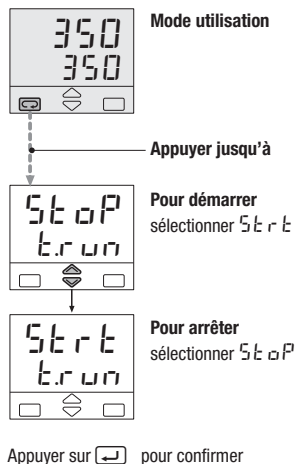 350
350
Mode utilisation
Appuyer jusqu'à
StoP
t.run
Pour démarrer
sélectionner Strt
Strt
t.run
Pour arrêter
sélectionner StoP
Appuyer sur pour confirmer